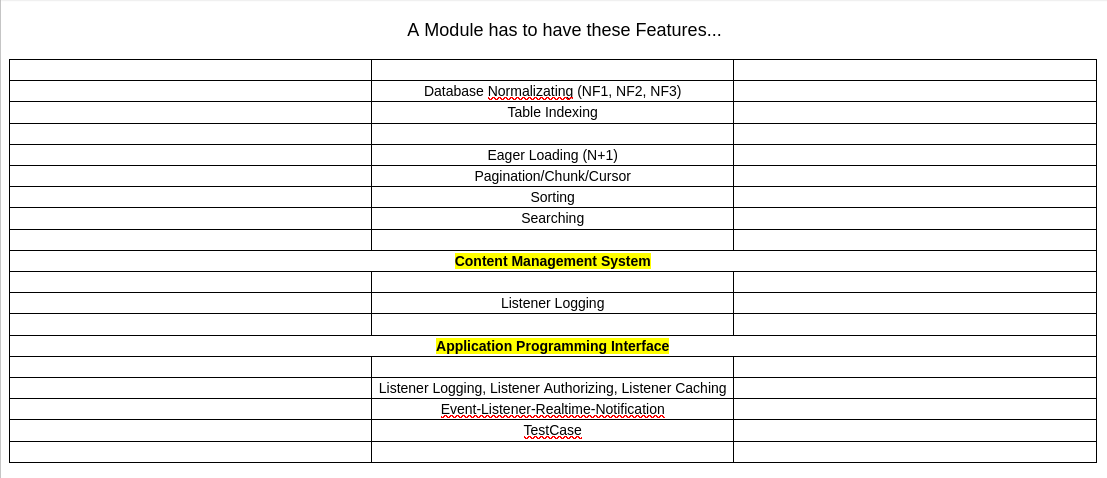 A Module has to have these Features...
Database Normalizating (NF1, NF2, NF3)
Table Indexing
Eager Loading (N+1)
Pagination/Chunk/Cursor
Sorting
Searching
Content Management System
Listener Logging
Application Programming Interface
Listener Logging, Listener Authorizing, Listener Caching
Event-Listener-Realtime-Notification
TestCase